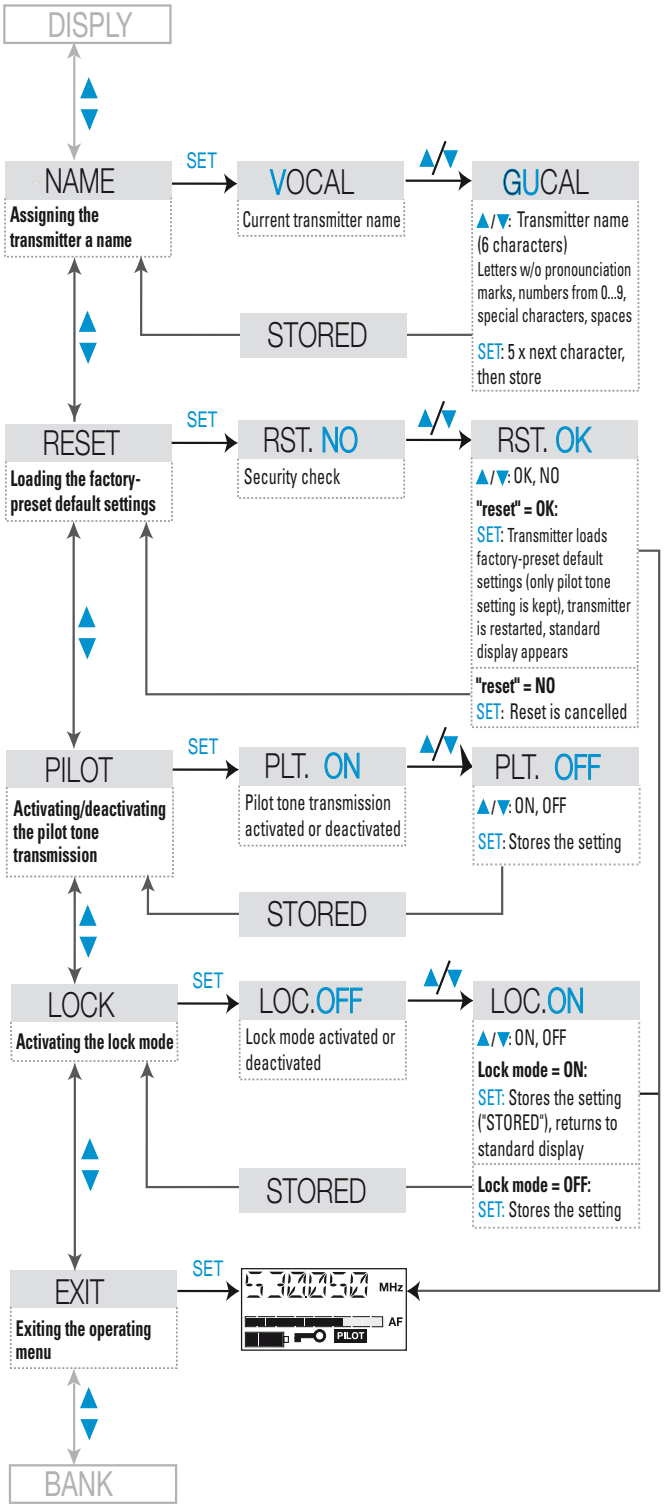 DISPLY
NAME
SET
VOCAL
▲/▼
GUCAL
Assigning the
transmitter a name
Current transmitter name
▲/▼: Transmitter name
(6 characters)
Letters w/o pronounciation
marks, numbers from 0...9,
special characters, spaces
SET: 5 x next character,
then store
STORED
RESET
SET
RST. NO
▲/▼
RST. OK
Loading the factory-
preset default settings
Security check
▲/▼: OK, NO
"reset" = OK:
SET: Transmitter loads
factory-preset default
settings (only pilot tone
setting is kept), transmitter
is restarted, standard
display appears
"reset" = NO
SET: Reset is cancelled
PILOT
SET
PLT. ON
▲/▼
PLT. OFF
Activating/deactivating
the pilot tone
transmission
Pilot tone transmission
activated or deactivated
▲/▼: ON, OFF
SET: Stores the setting
STORED
LOCK
SET
LOC.OFF
▲/▼
LOC.ON
Activating the lock mode
Lock mode activated or
deactivated
▲/▼: ON, OFF
Lock mode = ON:
SET: Stores the setting
("STORED"), returns to
standard display
Lock mode = OFF:
SET: Stores the setting
STORED
EXIT
SET
530050 MHz
AF
PILOT
Exiting the operating
menu
BANK